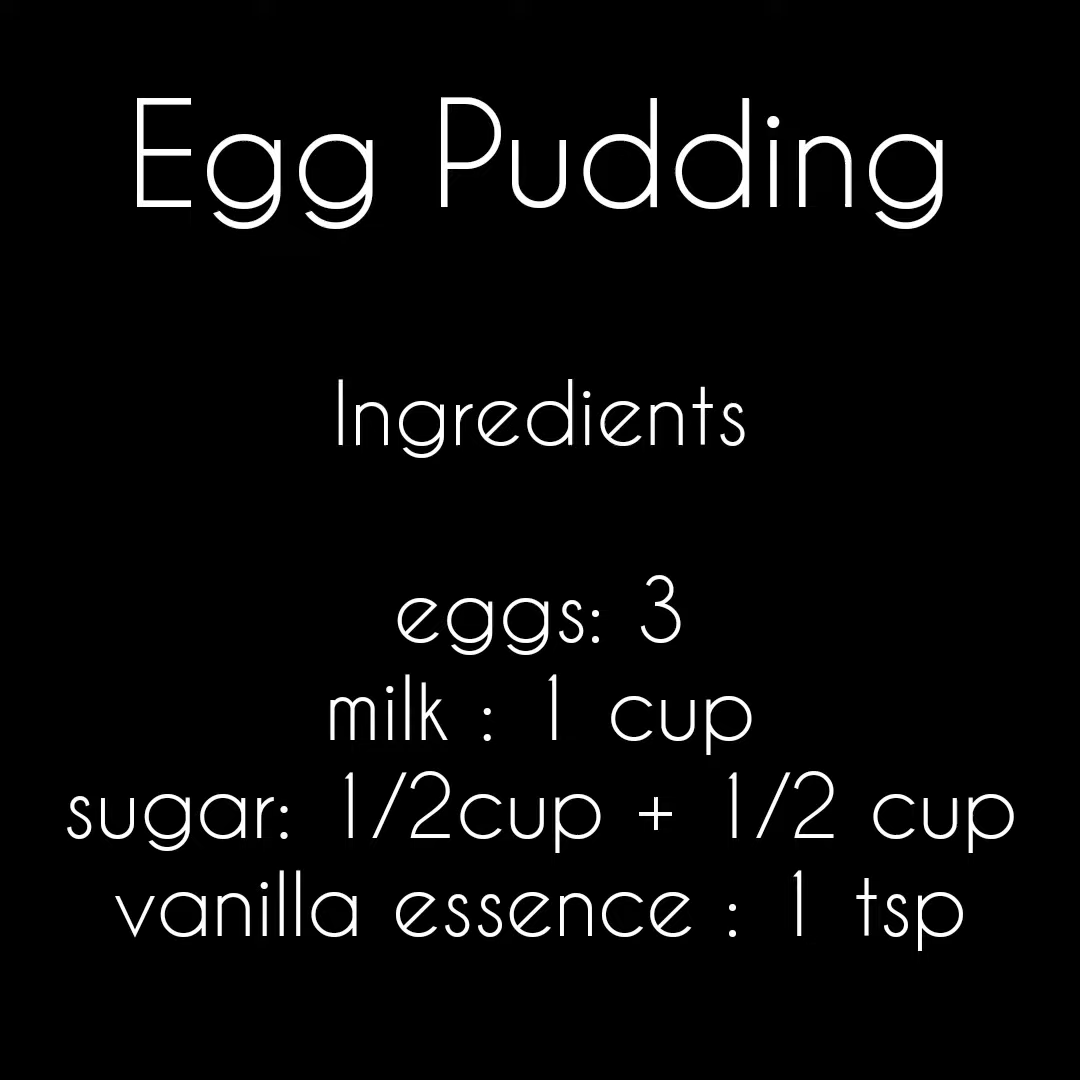 Egg Pudding
Ingredients
eggs: 3
milk : 1 cup
sugar: 1/2cup + 1/2 cup
vanilla essence : 1 tsp